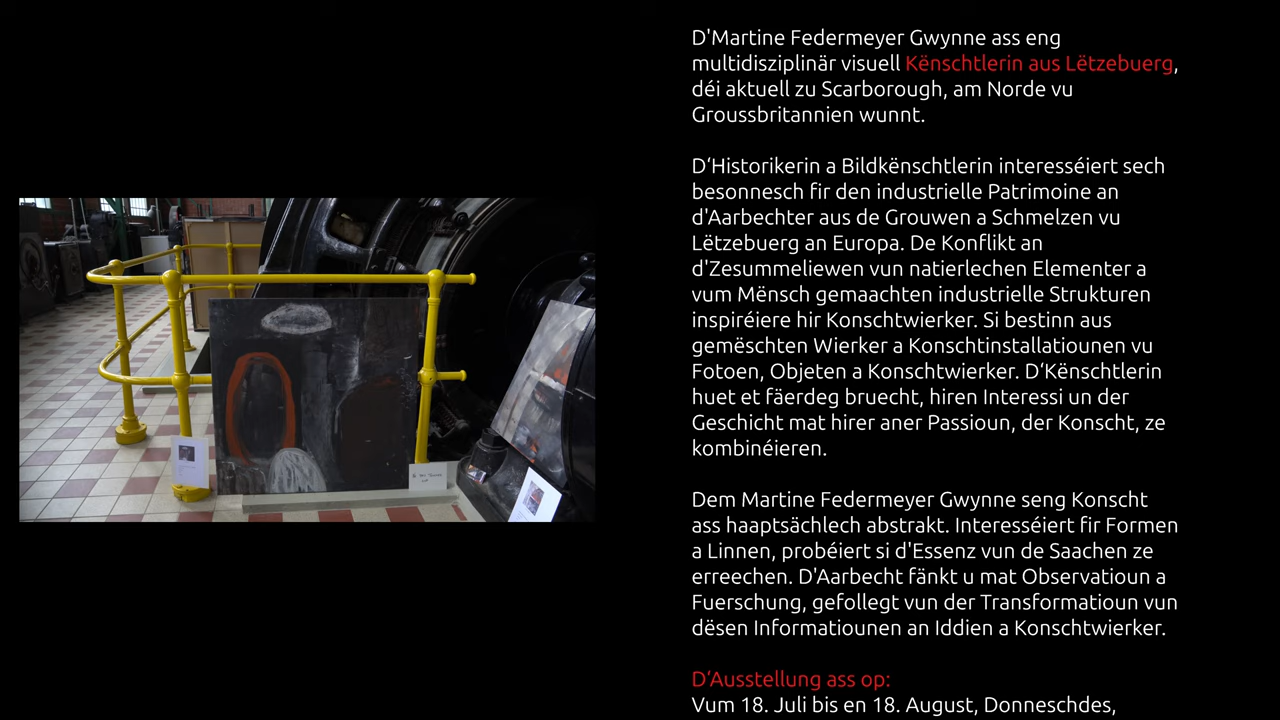 D'Martine Federmeyer Gwynne ass eng
multidisziplinär visuell Kënschtlerin aus Lëtzebuerg,
déi aktuell zu Scarborough, am Norde vu
Groussbritannien wunnt.
D‘Historikerin a Bildkënschtlerin interesséiert sech
besonnesch fir den industrielle Patrimoine an
d'Aarbechter aus de Grouwen a Schmelzen vu
Lëtzebuerg an Europa. De Konflikt an
d'Zesummeliewen vun natierlechen Elementer a
vum Mënsch gemaachten industrielle Strukturen
inspiréiere hir Konschtwierker. Si bestinn aus
gemëschten Wierker a Konschtinstallatiounen vu
Fotoen, Objeten a Konschtwierker. D‘Kënschtlerin
huet et fäerdeg bruecht, hiren Interessi un der
Geschicht mat hirer aner Passioun, der Konscht, ze
kombinéieren.
Dem Martine Federmeyer Gwynne seng Konscht
ass haaptsächlech abstrakt. Interesséiert fir Formen
a Linnen, probéiert si d'Essenz vun de Saachen ze
erreechen. D'Aarbecht fänkt u mat Observatioun a
Fuerschung, gefollegt vun der Transformatioun vun
dësen Informatiounen an Iddien a Konschtwierker.
D‘Ausstellung ass op:
Vum 18. Juli bis en 18. August, Donneschdes,